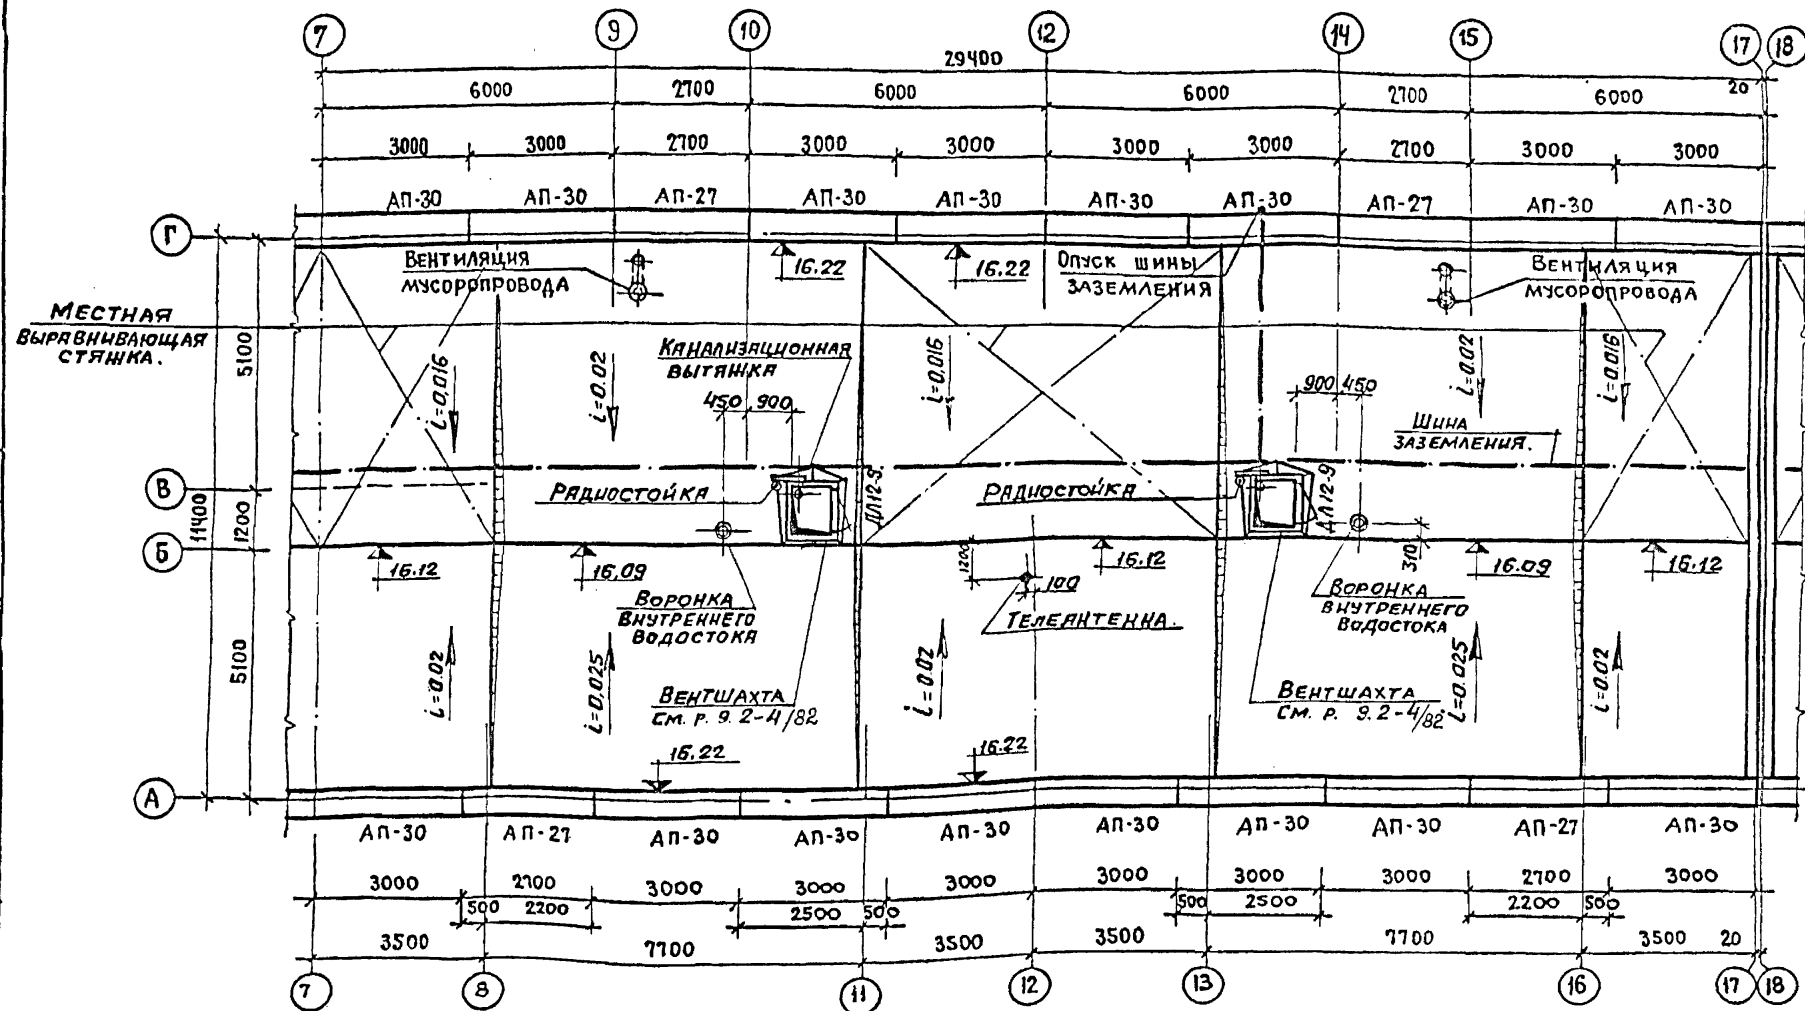 7 9 10 12 14 15 17 18
29400
6000 2700 6000 6000 2700 6000 20
3000 3000 2700 3000 3000 3000 3000 2700 3000 3000
АП-30 АП-30 АП-27 АП-30 АП-30 АП-30 АП-30 АП-27 АП-30 АП-30
Г
Вентиляция
мусоропровода
16.22
16.22
Опуск шины
заземления
Вентиляция
мусоропровода
Местная
выравнивающая
стяжка.
5100
i=0,016
i=0.02
Канализационная
вытяжка
450 900
i=0,016
900 450
i=0.02
i=0,016
Шина
заземления.
В
Радиостойка
ДЛ12-9
Радиостойка
ДЛ12-9
11400
1200
Б
16.12
16.09
1200
100
16.12
310
16.09
16.12
Воронка
внутреннего
водостока
Телеантенна.
Воронка
внутреннего
водостока
5100
i=0.02
i=0.025
i=0.02
i=0.025
i=0.02
Вентшахта
см. р. 9.2-4/82
Вентшахта
см. р. 9.2-4/82
16.22
16.22
А
АП-30 АП-27 АП-30 АП-30 АП-30 АП-30 АП-30 АП-30 АП-27 АП-30
3000 2700 3000 3000 3000 3000 3000 3000 2700 3000
500 2200 2500 500 500 2500 2200 500
3500 7700 3500 3500 7700 3500 20
7 8 11 12 13 16 17 18